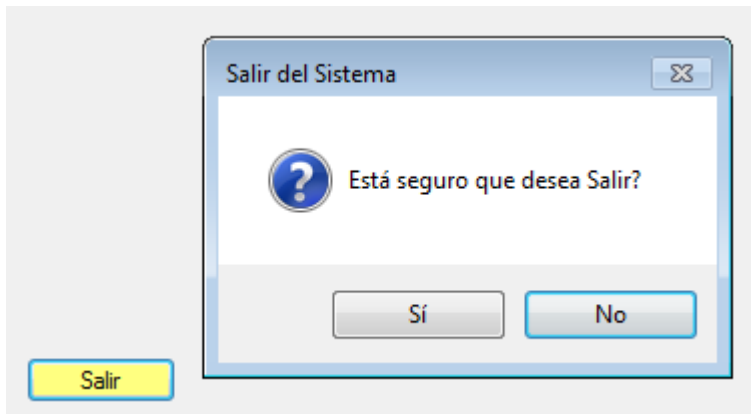 Salir del Sistema
Está seguro que desea Salir?
Sí
No
Salir